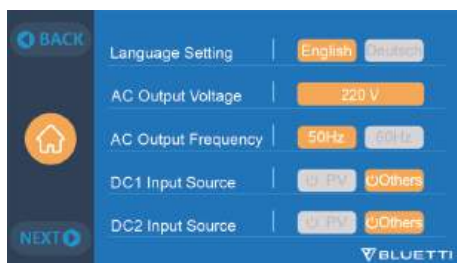 BACK
Language Setting English Deutsch
AC Output Voltage 220 V
AC Output Frequency 50Hz 60Hz
DC1 Input Source PV Others
DC2 Input Source PV Others
NEXT
BLUETTI